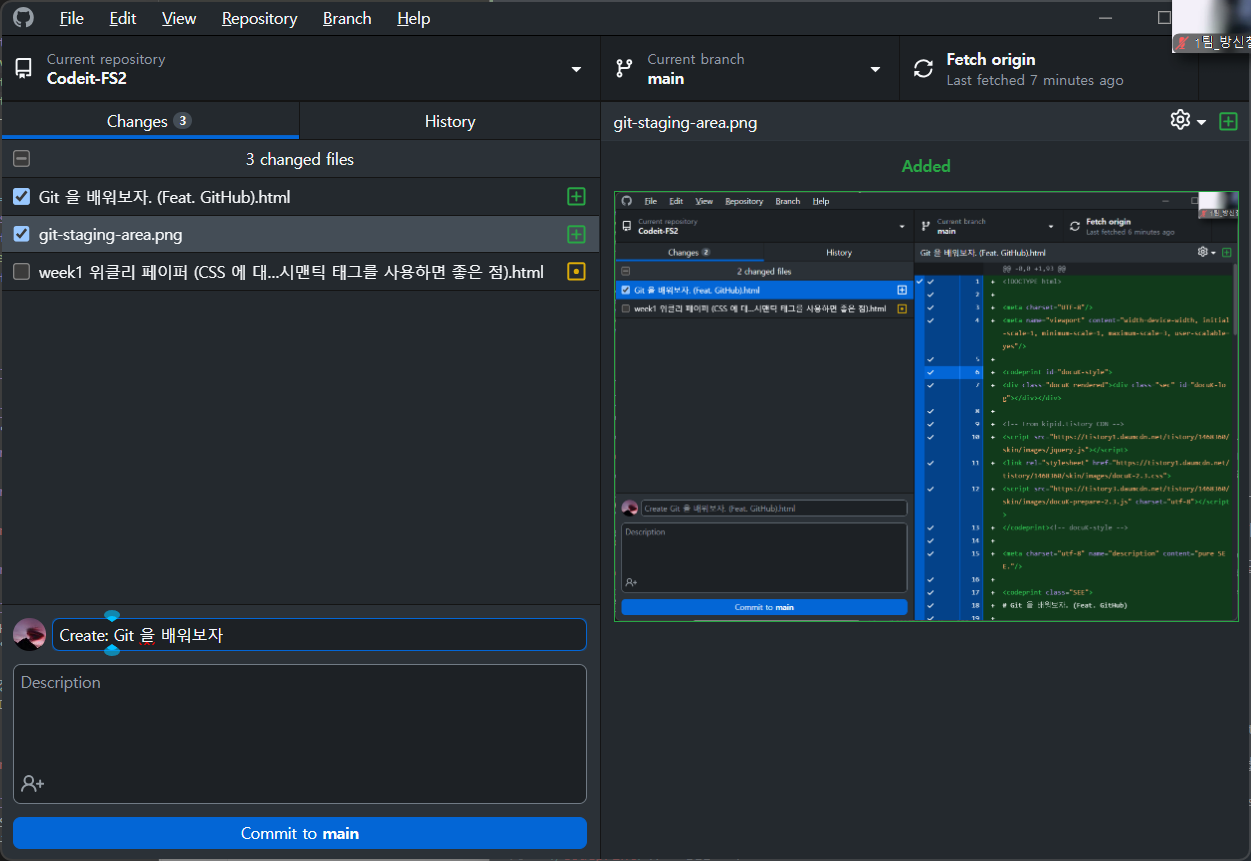 File Edit View Repository Branch Help
1팀_방신철
Current repository
Codeit-FS2
Current branch
main
Fetch origin
Last fetched 7 minutes ago
Changes 3
History
3 changed files
Git 을 배워보자. (Feat. GitHub).html
git-staging-area.png
week1 위클리 페이퍼 (CSS 에 대...시맨틱 태그를 사용하면 좋은 점).html
Create: Git 을 배워보자
Description
Commit to main
git-staging-area.png
Added
File Edit View Repository Branch Help
Current repository
Codeit-FS2
Current branch
main
Fetch origin
Last fetched 6 minutes ago
Changes 2
History
2 changed files
Git 을 배워보자. (Feat. GitHub).html
week1 위클리 페이퍼 (CSS 에 대...시맨틱 태그를 사용하면 좋은 점).html
Create Git 을 배워보자. (Feat. GitHub).html
Description
Commit to main
Git 을 배워보자. (Feat. GitHub).html
@@ -0,0 +1,93 @@
1 + <!DOCTYPE html>
2 +
3 + <meta charset="UTF-8"/>
4 + <meta name="viewport" content="width=device-width, initial
-scale=1, minimum-scale=1, maximum-scale=3, user-scalable=
yes"/>
5 +
6 + <codeprint id="docuK-style">
7 + <div class="docuK rendered"><div class="sec" id="docuK-lo
g"></div></div>
8 +
9 + <!-- From kipid.tistory CDN -->
10 + <script src="https://tistory1.daumcdn.net/tistory/1468360/
skin/images/jquery.js"></script>
11 + <link rel="stylesheet" href="https://tistory1.daumcdn.net/
tistory/1468360/skin/images/docuK-2.3.css">
12 + <script src="https://tistory1.daumcdn.net/tistory/1468360/
skin/images/docuK-prepare-2.3.js" charset="utf-8"></script
>
13 + </codeprint><!-- docuK-style -->
14 +
15 + <meta charset="utf-8" name="description" content="pure SE
E."/>
16 +
17 + <codeprint class="SEE">
18 + # Git 을 배워보자. (Feat. GitHub)
19 +